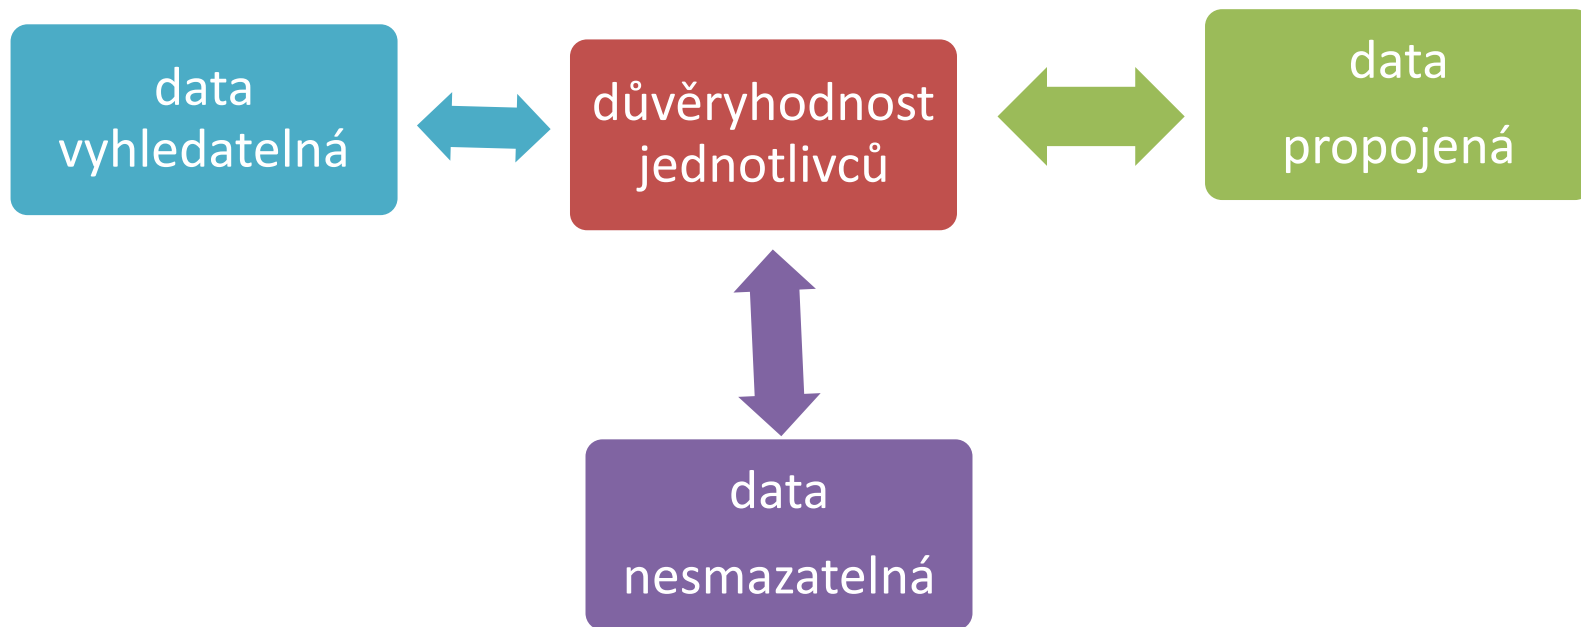 data
vyhledatelná
důvěryhodnost
jednotlivců
data
propojená
data
nesmazatelná